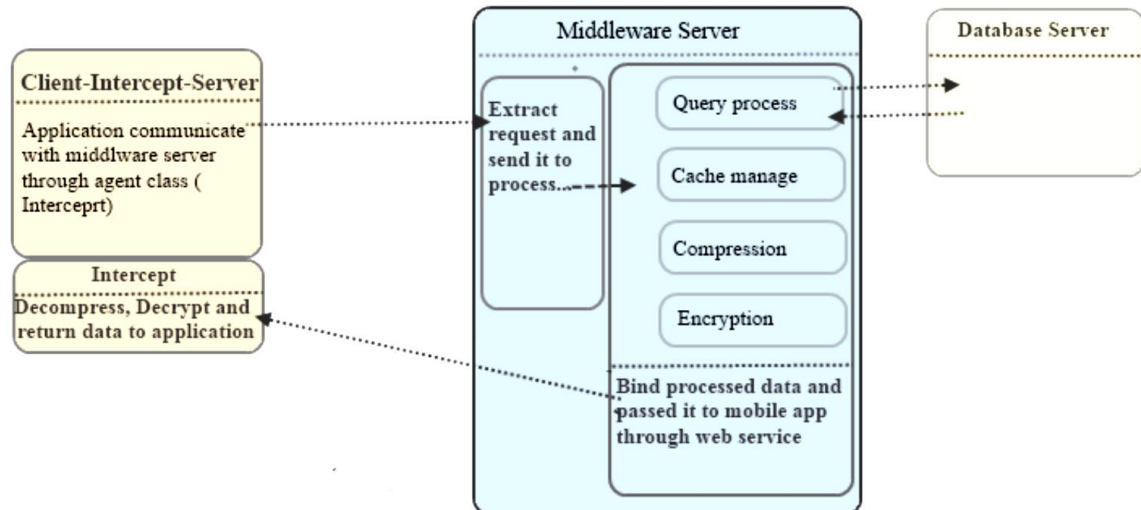 Client-Intercept-Server
Application communicate
with middlware server
through agent class (
Interceprt)
Intercept
Decompress, Decrypt and
return data to application
Middleware Server
Extract
request and
send it to
process...
Query process
Cache manage
Compression
Encryption
Bind processed data and
passed it to mobile app
through web service
Database Server